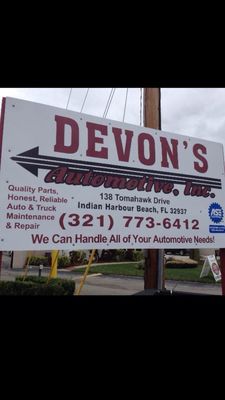 DEVON'S
Automotive, Inc.
138 Tomahawk Drive
Indian Harbour Beach, FL 32937
Quality Parts,
Honest, Reliable
Auto & Truck
Maintenance
& Repair
(321) 773-6412
ASE
We Can Handle All of Your Automotive Needs!